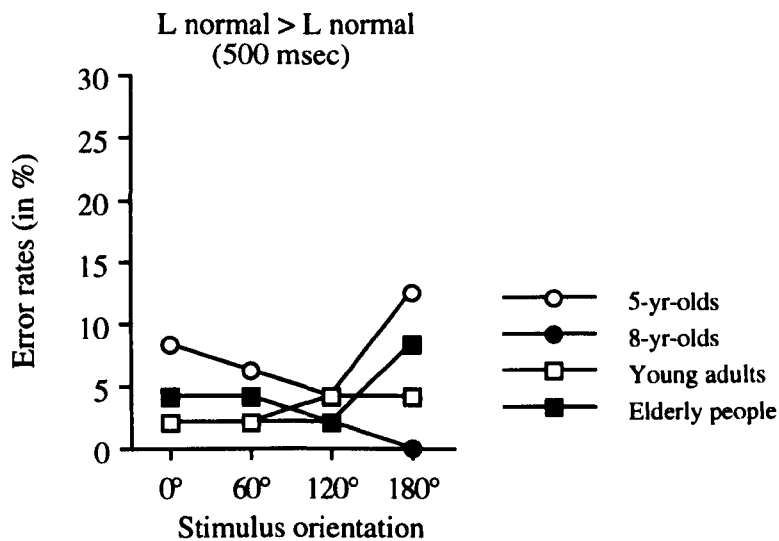 L normal > L normal
(500 msec)
30
25
20
15
10
5
0
Error rates (in %)
0° 60° 120° 180°
Stimulus orientation
5-yr-olds
8-yr-olds
Young adults
Elderly people